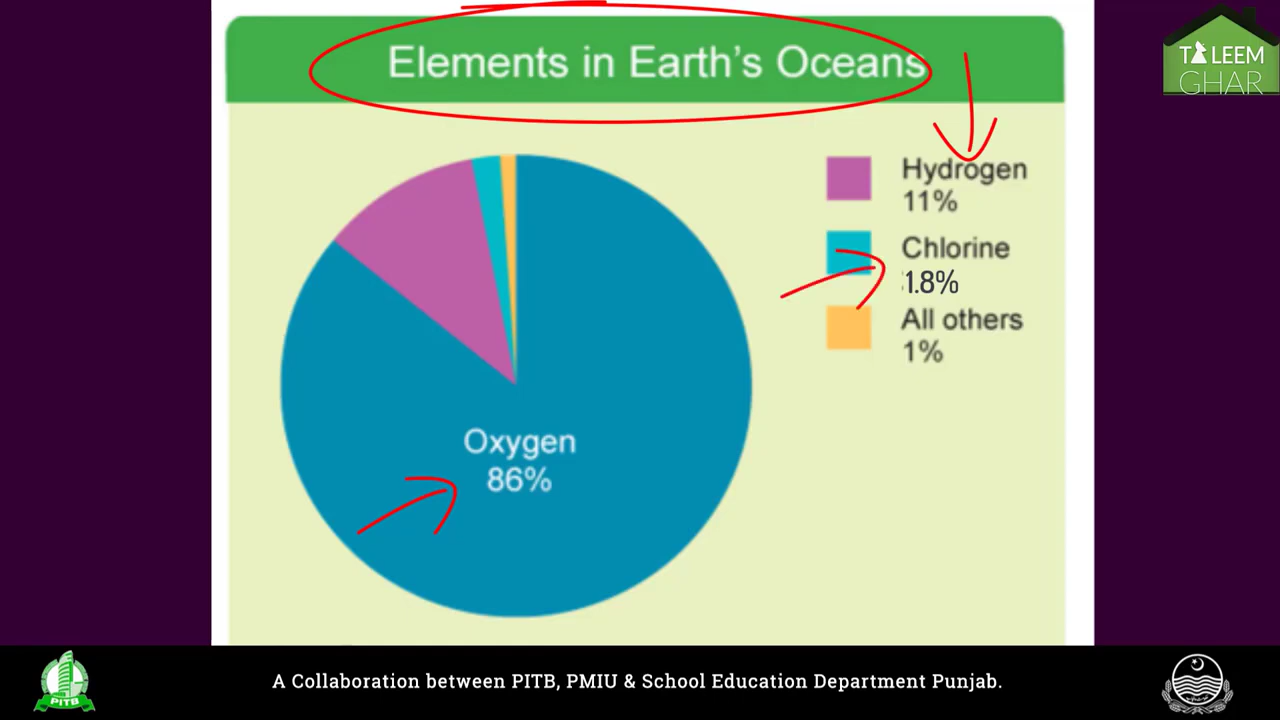 Elements in Earth's Oceans
TALEEM
GHAR
Hydrogen
11%
Chlorine
1.8%
All others
1%
Oxygen
86%
PITB
A Collaboration between PITB, PMIU & School Education Department Punjab.